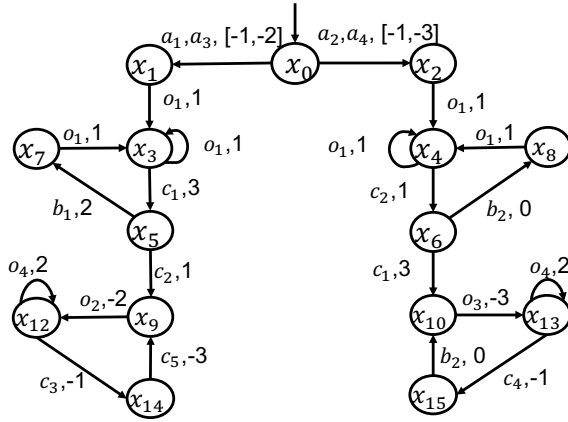 a₁,a₃, [-1,-2] a₂,a₄, [-1,-3]
x₁ x₀ x₂
o₁,1 o₁,1
o₁,1 o₁,1
x₇ x₃ o₁,1 o₁,1 x₄ x₈
c₁,3 c₂,1
b₁,2 b₂, 0
x₅ x₆
o₄,2 c₂,1 c₁,3 o₄,2
o₂,-2 o₃,-3
x₁₂ x₉ x₁₀ x₁₃
c₃,-1 c₅,-3 b₂, 0 c₄,-1
x₁₄ x₁₅